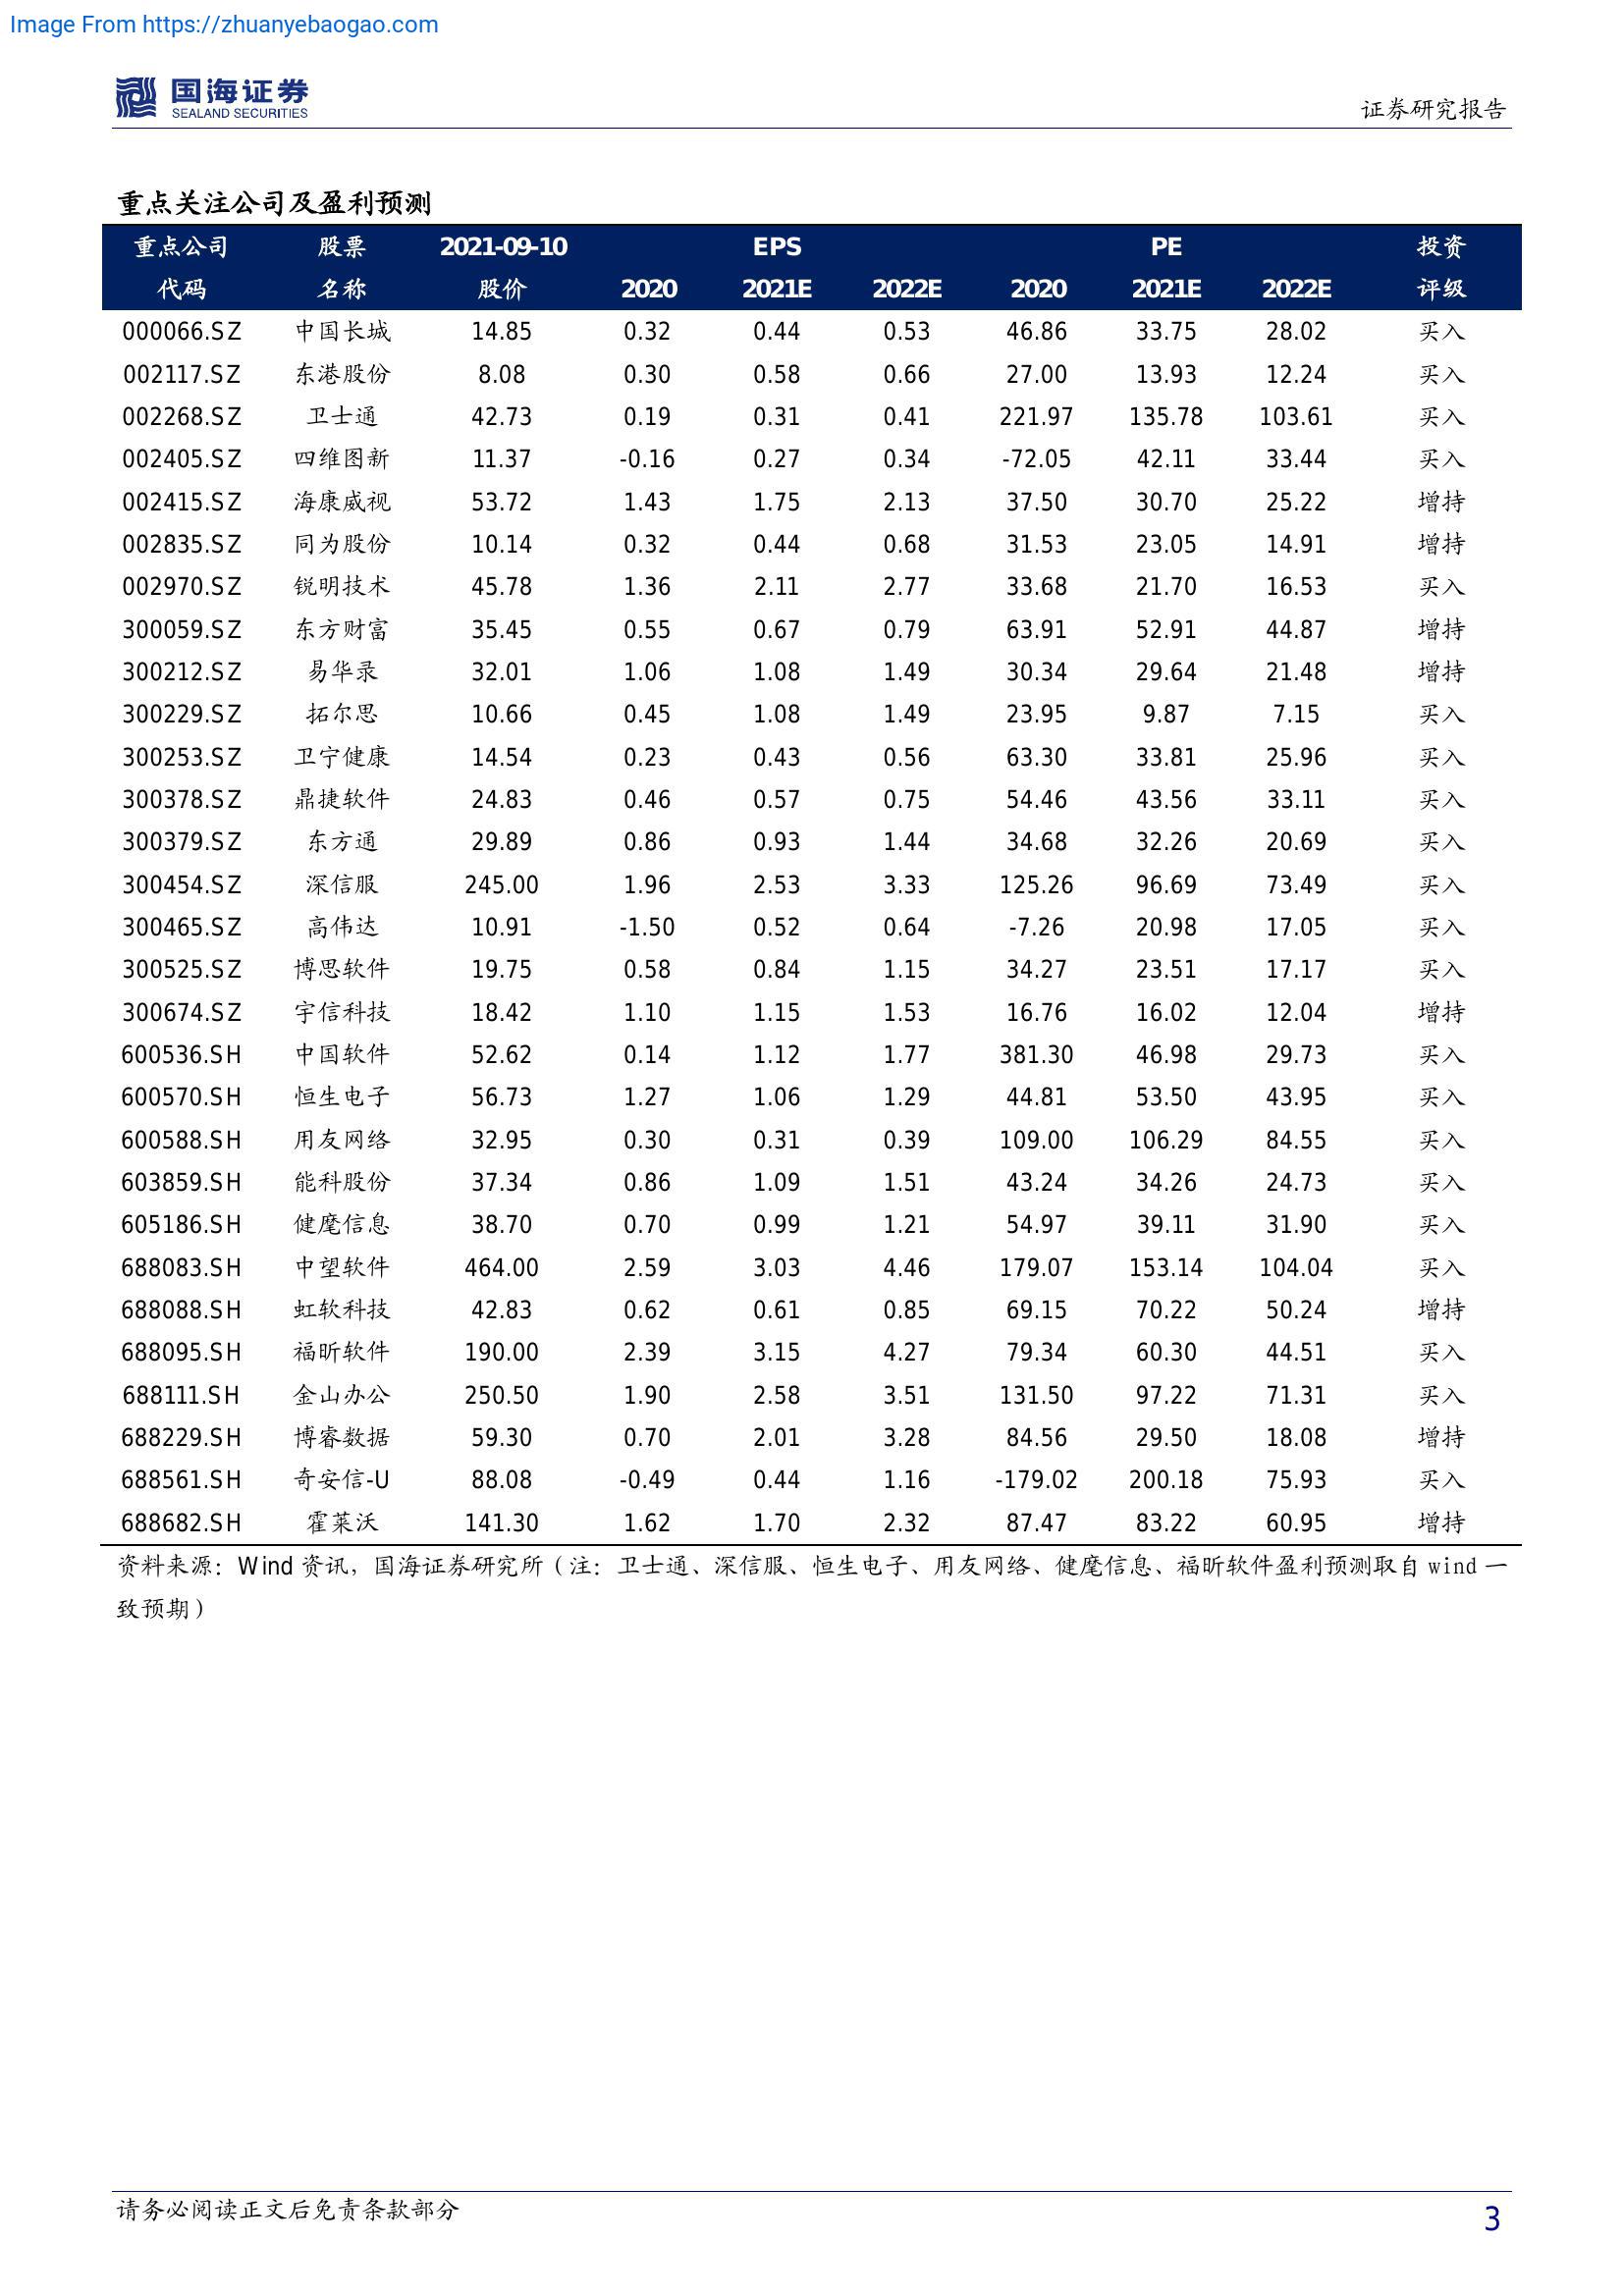 Image From https://zhuanyebaogao.com
国海证券
SEALAND SECURITIES
证券研究报告
重点关注公司及盈利预测
重点公司 股票 2021-09-10 EPS PE 投资
代码 名称 股价 2020 2021E 2022E 2020 2021E 2022E 评级
000066.SZ 中国长城 14.85 0.32 0.44 0.53 46.86 33.75 28.02 买入
002117.SZ 东港股份 8.08 0.30 0.58 0.66 27.00 13.93 12.24 买入
002268.SZ 卫士通 42.73 0.19 0.31 0.41 221.97 135.78 103.61 买入
002405.SZ 四维图新 11.37 -0.16 0.27 0.34 -72.05 42.11 33.44 买入
002415.SZ 海康威视 53.72 1.43 1.75 2.13 37.50 30.70 25.22 增持
002835.SZ 同为股份 10.14 0.32 0.44 0.68 31.53 23.05 14.91 增持
002970.SZ 锐明技术 45.78 1.36 2.11 2.77 33.68 21.70 16.53 买入
300059.SZ 东方财富 35.45 0.55 0.67 0.79 63.91 52.91 44.87 增持
300212.SZ 易华录 32.01 1.06 1.08 1.49 30.34 29.64 21.48 增持
300229.SZ 拓尔思 10.66 0.45 1.08 1.49 23.95 9.87 7.15 买入
300253.SZ 卫宁健康 14.54 0.23 0.43 0.56 63.30 33.81 25.96 买入
300378.SZ 鼎捷软件 24.83 0.46 0.57 0.75 54.46 43.56 33.11 买入
300379.SZ 东方通 29.89 0.86 0.93 1.44 34.68 32.26 20.69 买入
300454.SZ 深信服 245.00 1.96 2.53 3.33 125.26 96.69 73.49 买入
300465.SZ 高伟达 10.91 -1.50 0.52 0.64 -7.26 20.98 17.05 买入
300525.SZ 博思软件 19.75 0.58 0.84 1.15 34.27 23.51 17.17 买入
300674.SZ 宇信科技 18.42 1.10 1.15 1.53 16.76 16.02 12.04 增持
600536.SH 中国软件 52.62 0.14 1.12 1.77 381.30 46.98 29.73 买入
600570.SH 恒生电子 56.73 1.27 1.06 1.29 44.81 53.50 43.95 买入
600588.SH 用友网络 32.95 0.30 0.31 0.39 109.00 106.29 84.55 买入
603859.SH 能科股份 37.34 0.86 1.09 1.51 43.24 34.26 24.73 买入
605186.SH 健麾信息 38.70 0.70 0.99 1.21 54.97 39.11 31.90 买入
688083.SH 中望软件 464.00 2.59 3.03 4.46 179.07 153.14 104.04 买入
688088.SH 虹软科技 42.83 0.62 0.61 0.85 69.15 70.22 50.24 增持
688095.SH 福昕软件 190.00 2.39 3.15 4.27 79.34 60.30 44.51 买入
688111.SH 金山办公 250.50 1.90 2.58 3.51 131.50 97.22 71.31 买入
688229.SH 博睿数据 59.30 0.70 2.01 3.28 84.56 29.50 18.08 增持
688561.SH 奇安信-U 88.08 -0.49 0.44 1.16 -179.02 200.18 75.93 买入
688682.SH 霍莱沃 141.30 1.62 1.70 2.32 87.47 83.22 60.95 增持
资料来源：Wind 资讯，国海证券研究所（注：卫士通、深信服、恒生电子、用友网络、健麾信息、福昕软件盈利预测取自 wind 一
致预期）
请务必阅读正文后免责条款部分
3